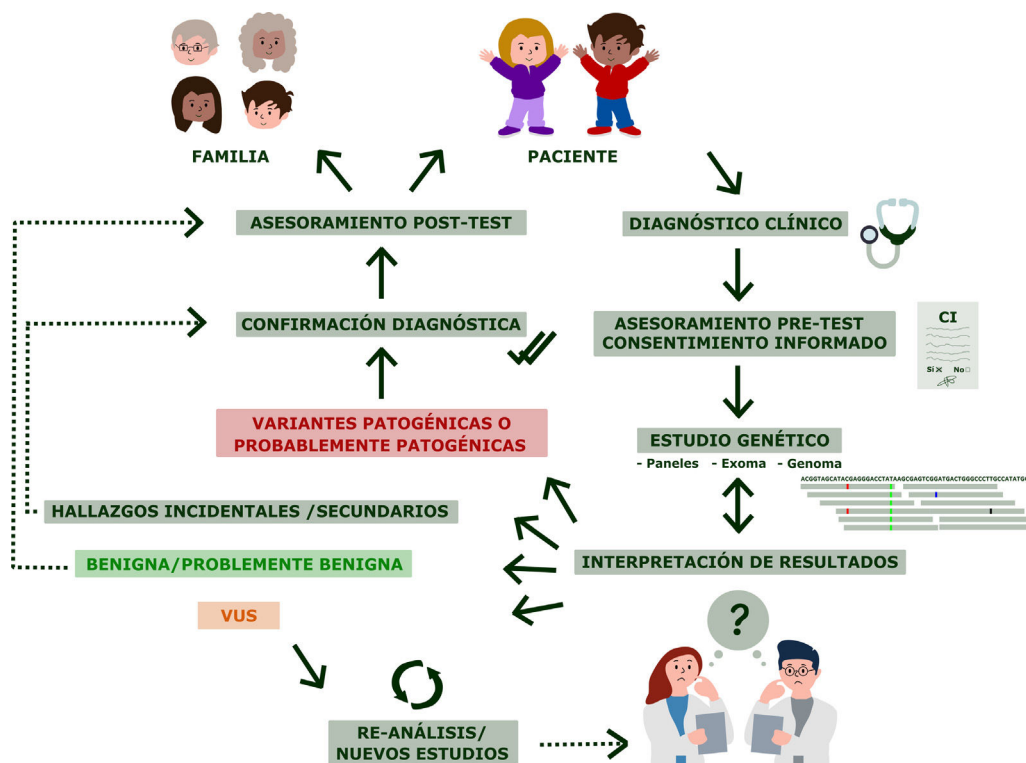 FAMILIA
PACIENTE
ASESORAMIENTO POST-TEST
DIAGNÓSTICO CLÍNICO
CONFIRMACIÓN DIAGNÓSTICA
ASESORAMIENTO PRE-TEST
CONSENTIMIENTO INFORMADO
CI
Sí No
VARIANTES PATOGÉNICAS O
PROBABLEMENTE PATOGÉNICAS
ESTUDIO GENÉTICO
- Paneles - Exoma - Genoma
ACGGTAGCATACGAGGGACCTATAAGCGAGTCGGATGACTGGGCCCTTGCCATATG
HALLAZGOS INCIDENTALES /SECUNDARIOS
BENIGNA/PROBLEMENTE BENIGNA
INTERPRETACIÓN DE RESULTADOS
VUS
?
RE-ANÁLISIS/
NUEVOS ESTUDIOS